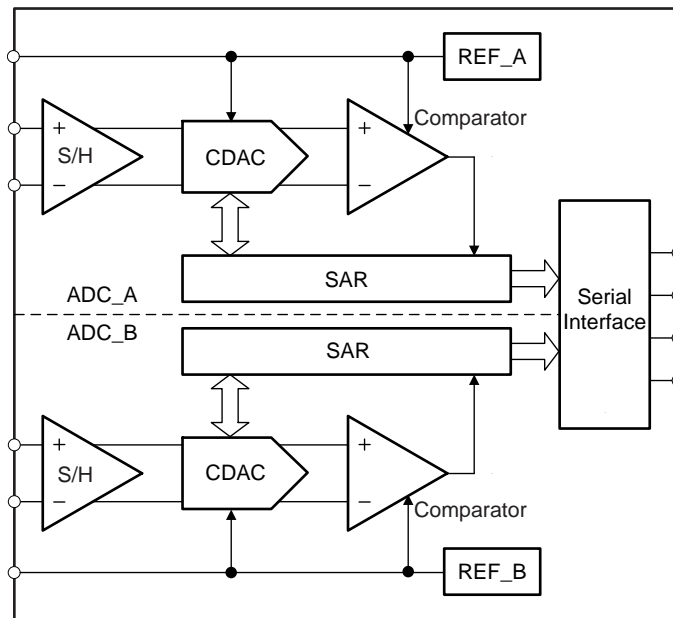 REF_A
Comparator
+
+
S/H
CDAC
−
−
SAR
ADC_A
Serial
Interface
ADC_B
SAR
+
+
S/H
CDAC
−
−
Comparator
REF_B